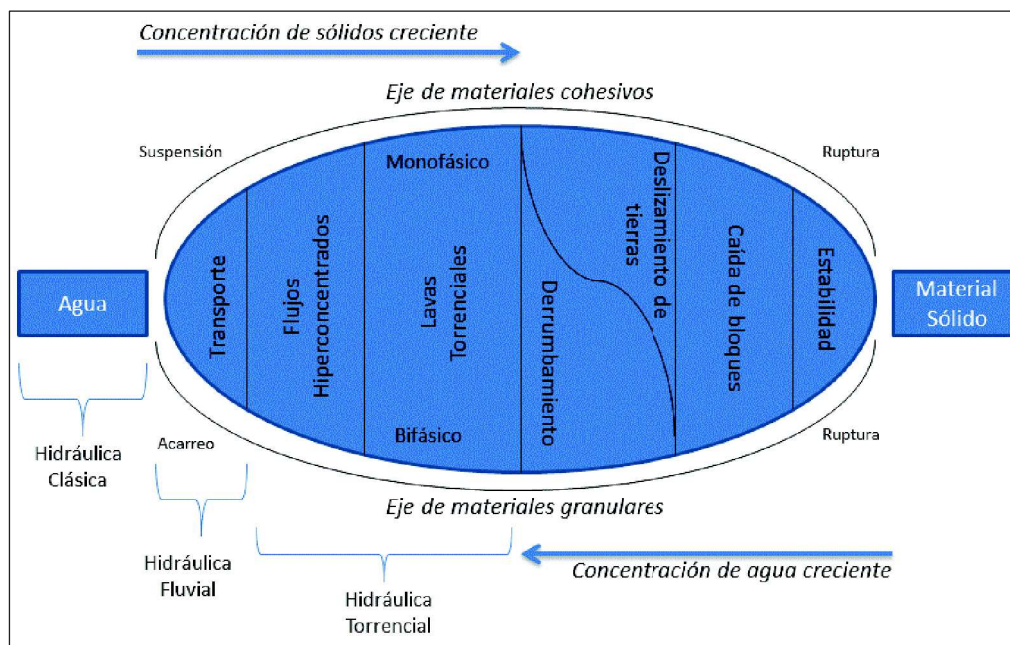 Concentración de sólidos creciente
Eje de materiales cohesivos
Suspensión
Ruptura
Monofásico
Agua
Transporte
Flujos
Hiperconcentrados
Lavas
Torrenciales
Derrumbamiento
Deslizamiento de
tierras
Caída de bloques
Estabilidad
Material
Sólido
Bifásico
Acarreo
Ruptura
Hidráulica
Clásica
Eje de materiales granulares
Hidráulica
Fluvial
Hidráulica
Torrencial
Concentración de agua creciente